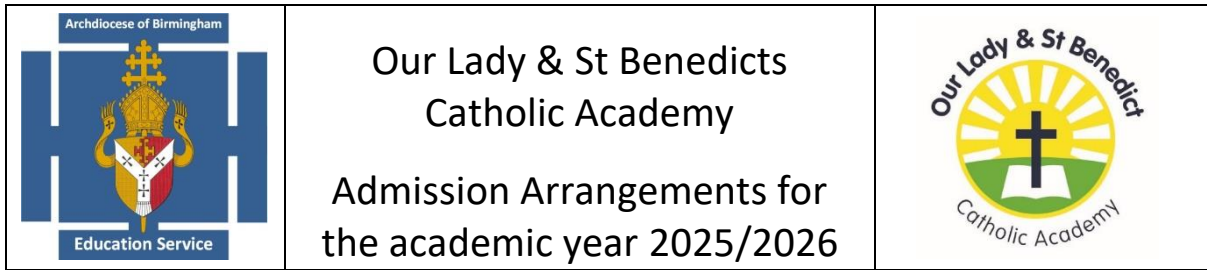 Archdiocese of Birmingham
Education Service
Our Lady & St Benedicts
Catholic Academy
Admission Arrangements for
the academic year 2025/2026
Our Lady & St Benedict
Catholic Academy